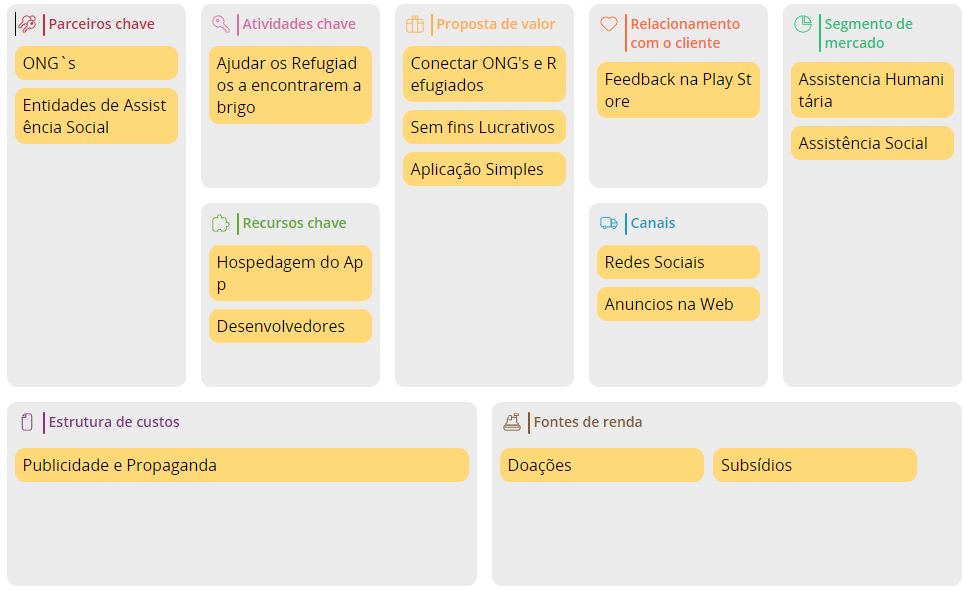 Parceiros chave
ONG`s
Entidades de Assist
ência Social
Atividades chave
Ajudar os Refugiad
os a encontrarem a
brigo
Recursos chave
Hospedagem do Ap
p
Desenvolvedores
Proposta de valor
Conectar ONG's e R
efugiados
Sem fins Lucrativos
Aplicação Simples
Relacionamento
com o cliente
Feedback na Play St
ore
Canais
Redes Sociais
Anuncios na Web
Segmento de
mercado
Assistencia Humani
tária
Assistência Social
Estrutura de custos
Publicidade e Propaganda
Fontes de renda
Doações
Subsídios